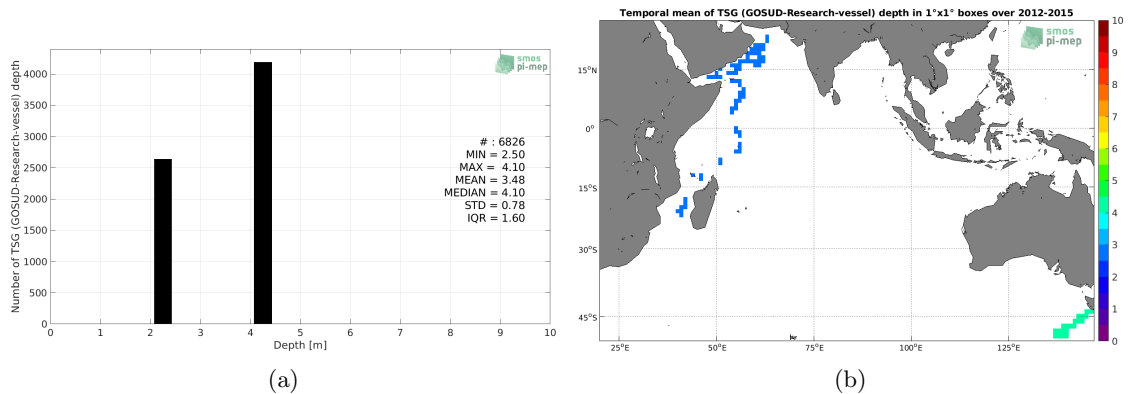 Temporal mean of TSG (GOSUD-Research-vessel) depth in 1°x1° boxes over 2012-2015
Number of TSG (GOSUD-Research-vessel) depth
4000
3500
3000
2500
2000
1500
1000
500
0
smos
pi-mep
# : 6826
MIN = 2.50
MAX = 4.10
MEAN = 3.48
MEDIAN = 4.10
STD = 0.78
IQR = 1.60
0 1 2 3 4 5 6 7 8 9 10
Depth [m]
(a)
smos
pi-mep
15°N
0°
15°S
30°S
45°S
25°E 50°E 75°E 100°E 125°E
10
9
8
7
6
5
4
3
2
1
0
(b)